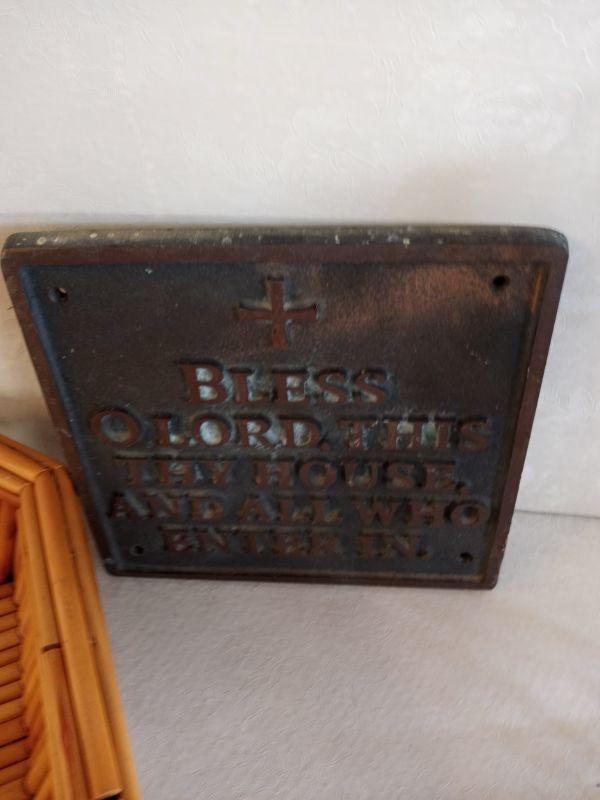 BLESS
O LORD, THIS
THY HOUSE,
AND ALL WHO
ENTER IN.